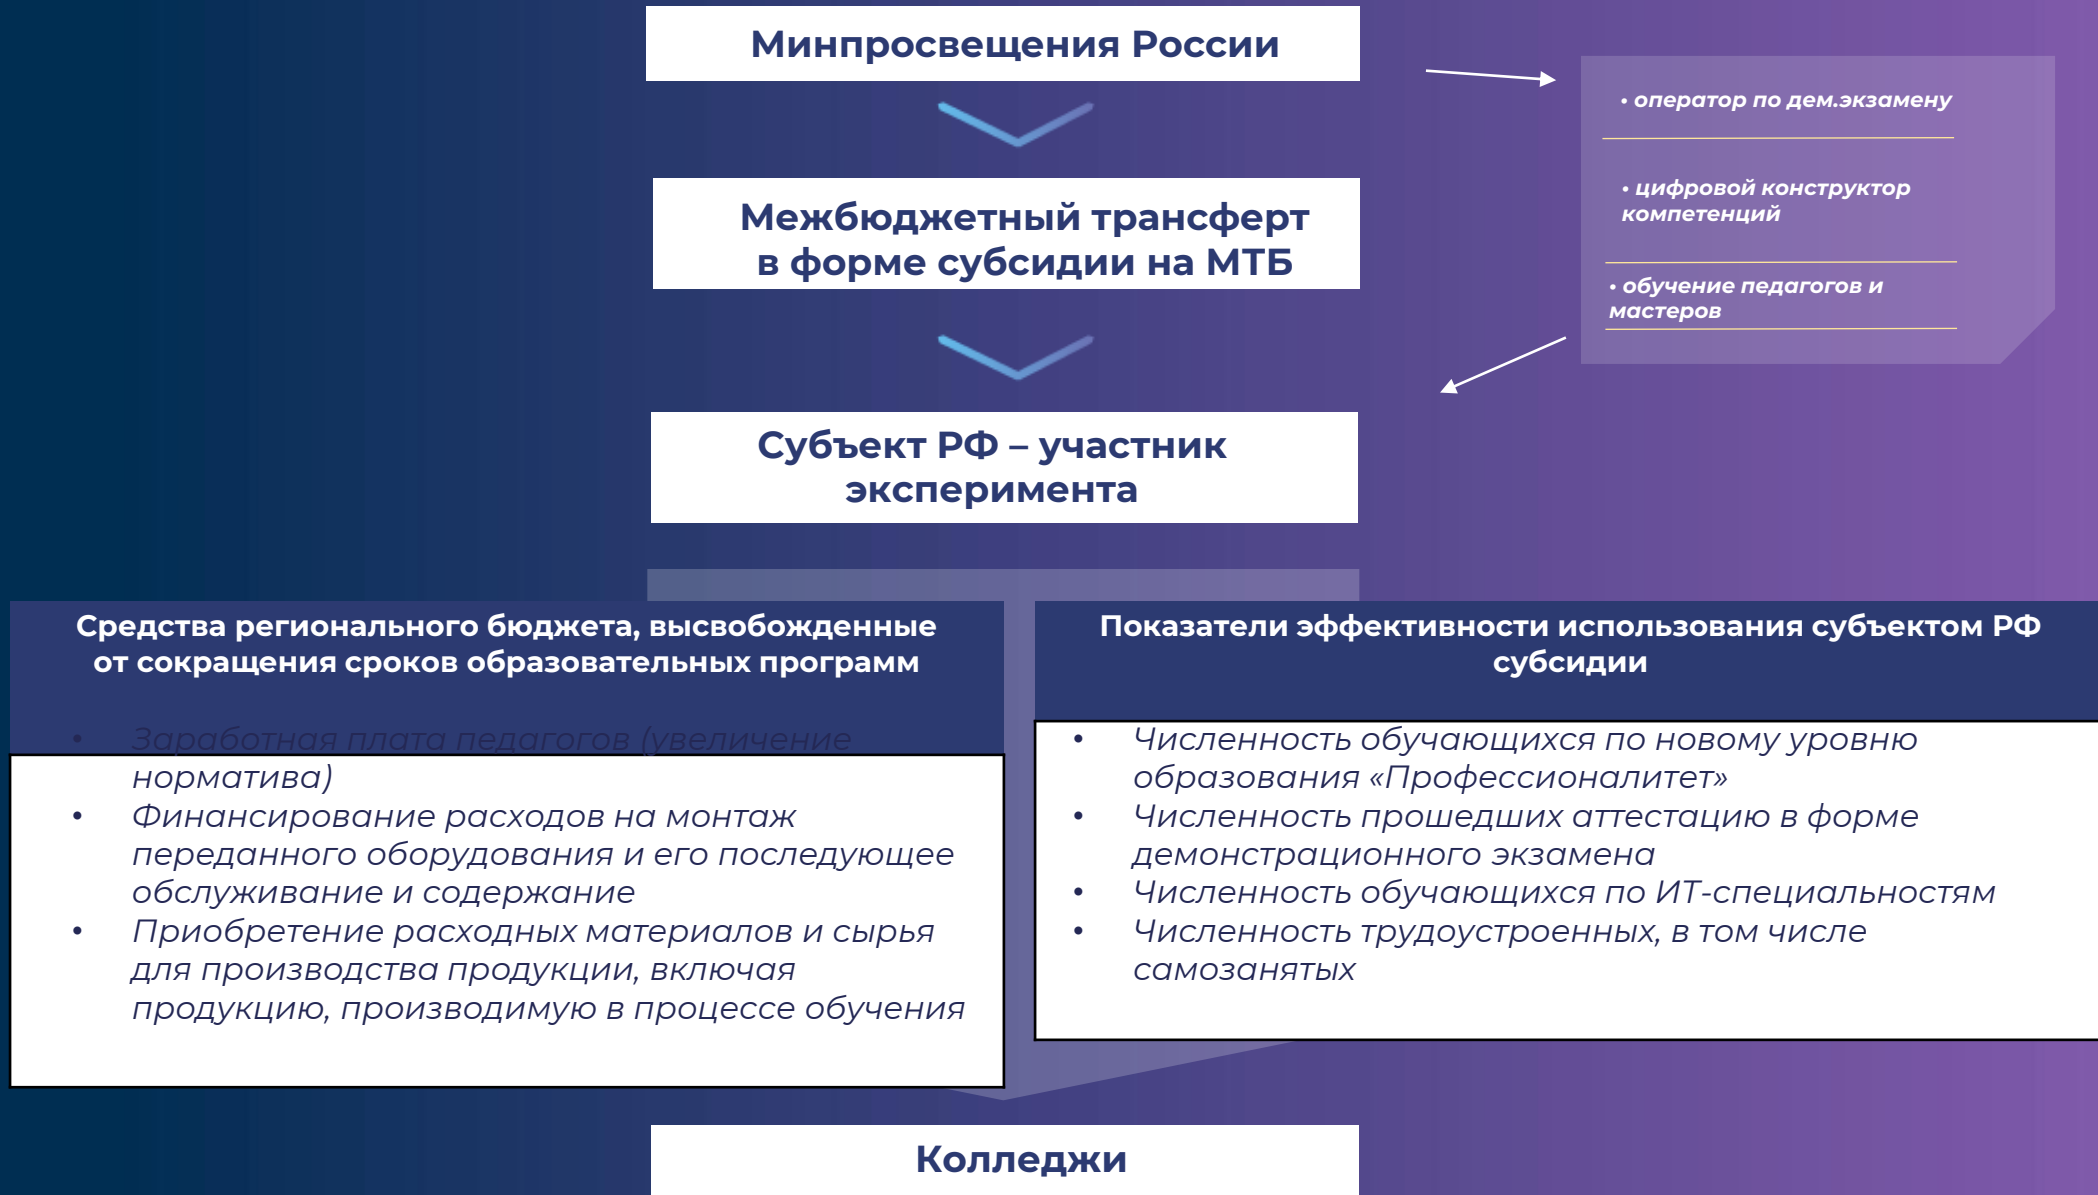 Минпросвещения России
• оператор по дем.экзамену
• цифровой конструктор
компетенций
• обучение педагогов и
мастеров
Межбюджетный трансферт
в форме субсидии на МТБ
Субъект РФ – участник
эксперимента
Средства регионального бюджета, высвобожденные
от сокращения сроков образовательных программ
• Заработная плата педагогов (увеличение
норматива)
• Финансирование расходов на монтаж
переданного оборудования и его последующее
обслуживание и содержание
• Приобретение расходных материалов и сырья
для производства продукции, включая
продукцию, производимую в процессе обучения
Показатели эффективности использования субъектом РФ
субсидии
• Численность обучающихся по новому уровню
образования «Профессионалитет»
• Численность прошедших аттестацию в форме
демонстрационного экзамена
• Численность обучающихся по ИТ-специальностям
• Численность трудоустроенных, в том числе
самозанятых
Колледжи